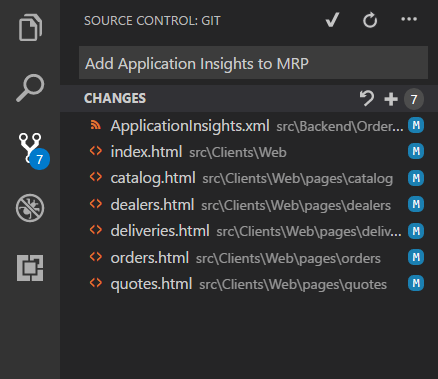 SOURCE CONTROL: GIT
Add Application Insights to MRP
CHANGES 7
ApplicationInsights.xml src\Backend\Order... M
index.html src\Clients\Web M
7
catalog.html src\Clients\Web\pages\catalog M
dealers.html src\Clients\Web\pages\dealers M
deliveries.html src\Clients\Web\pages\deliv... M
orders.html src\Clients\Web\pages\orders M
quotes.html src\Clients\Web\pages\quotes M